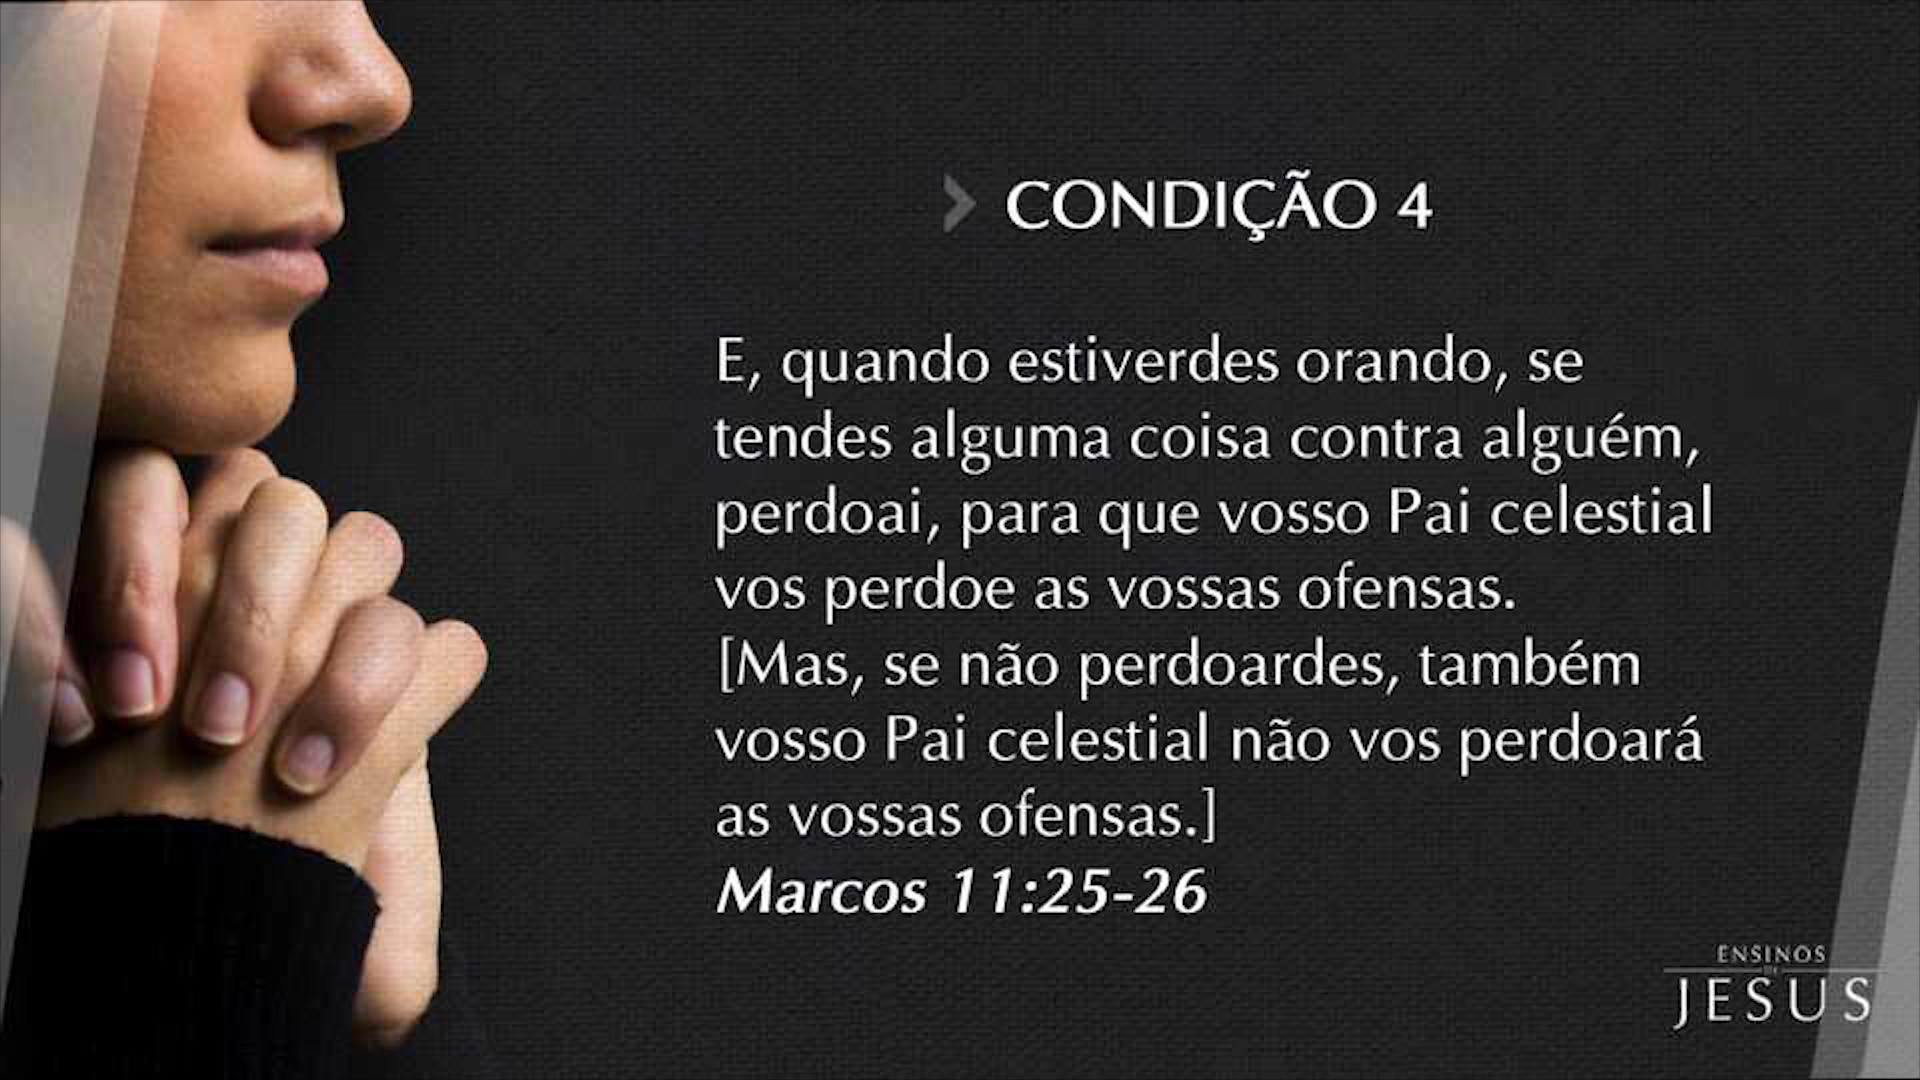 CONDIÇÃO 4
E, quando estiverdes orando, se
tendes alguma coisa contra alguém,
perdoai, para que vosso Pai celestial
vos perdoe as vossas ofensas.
[Mas, se não perdoardes, também
vosso Pai celestial não vos perdoará
as vossas ofensas.]
Marcos 11:25-26
ENSINOS
DE
JESUS